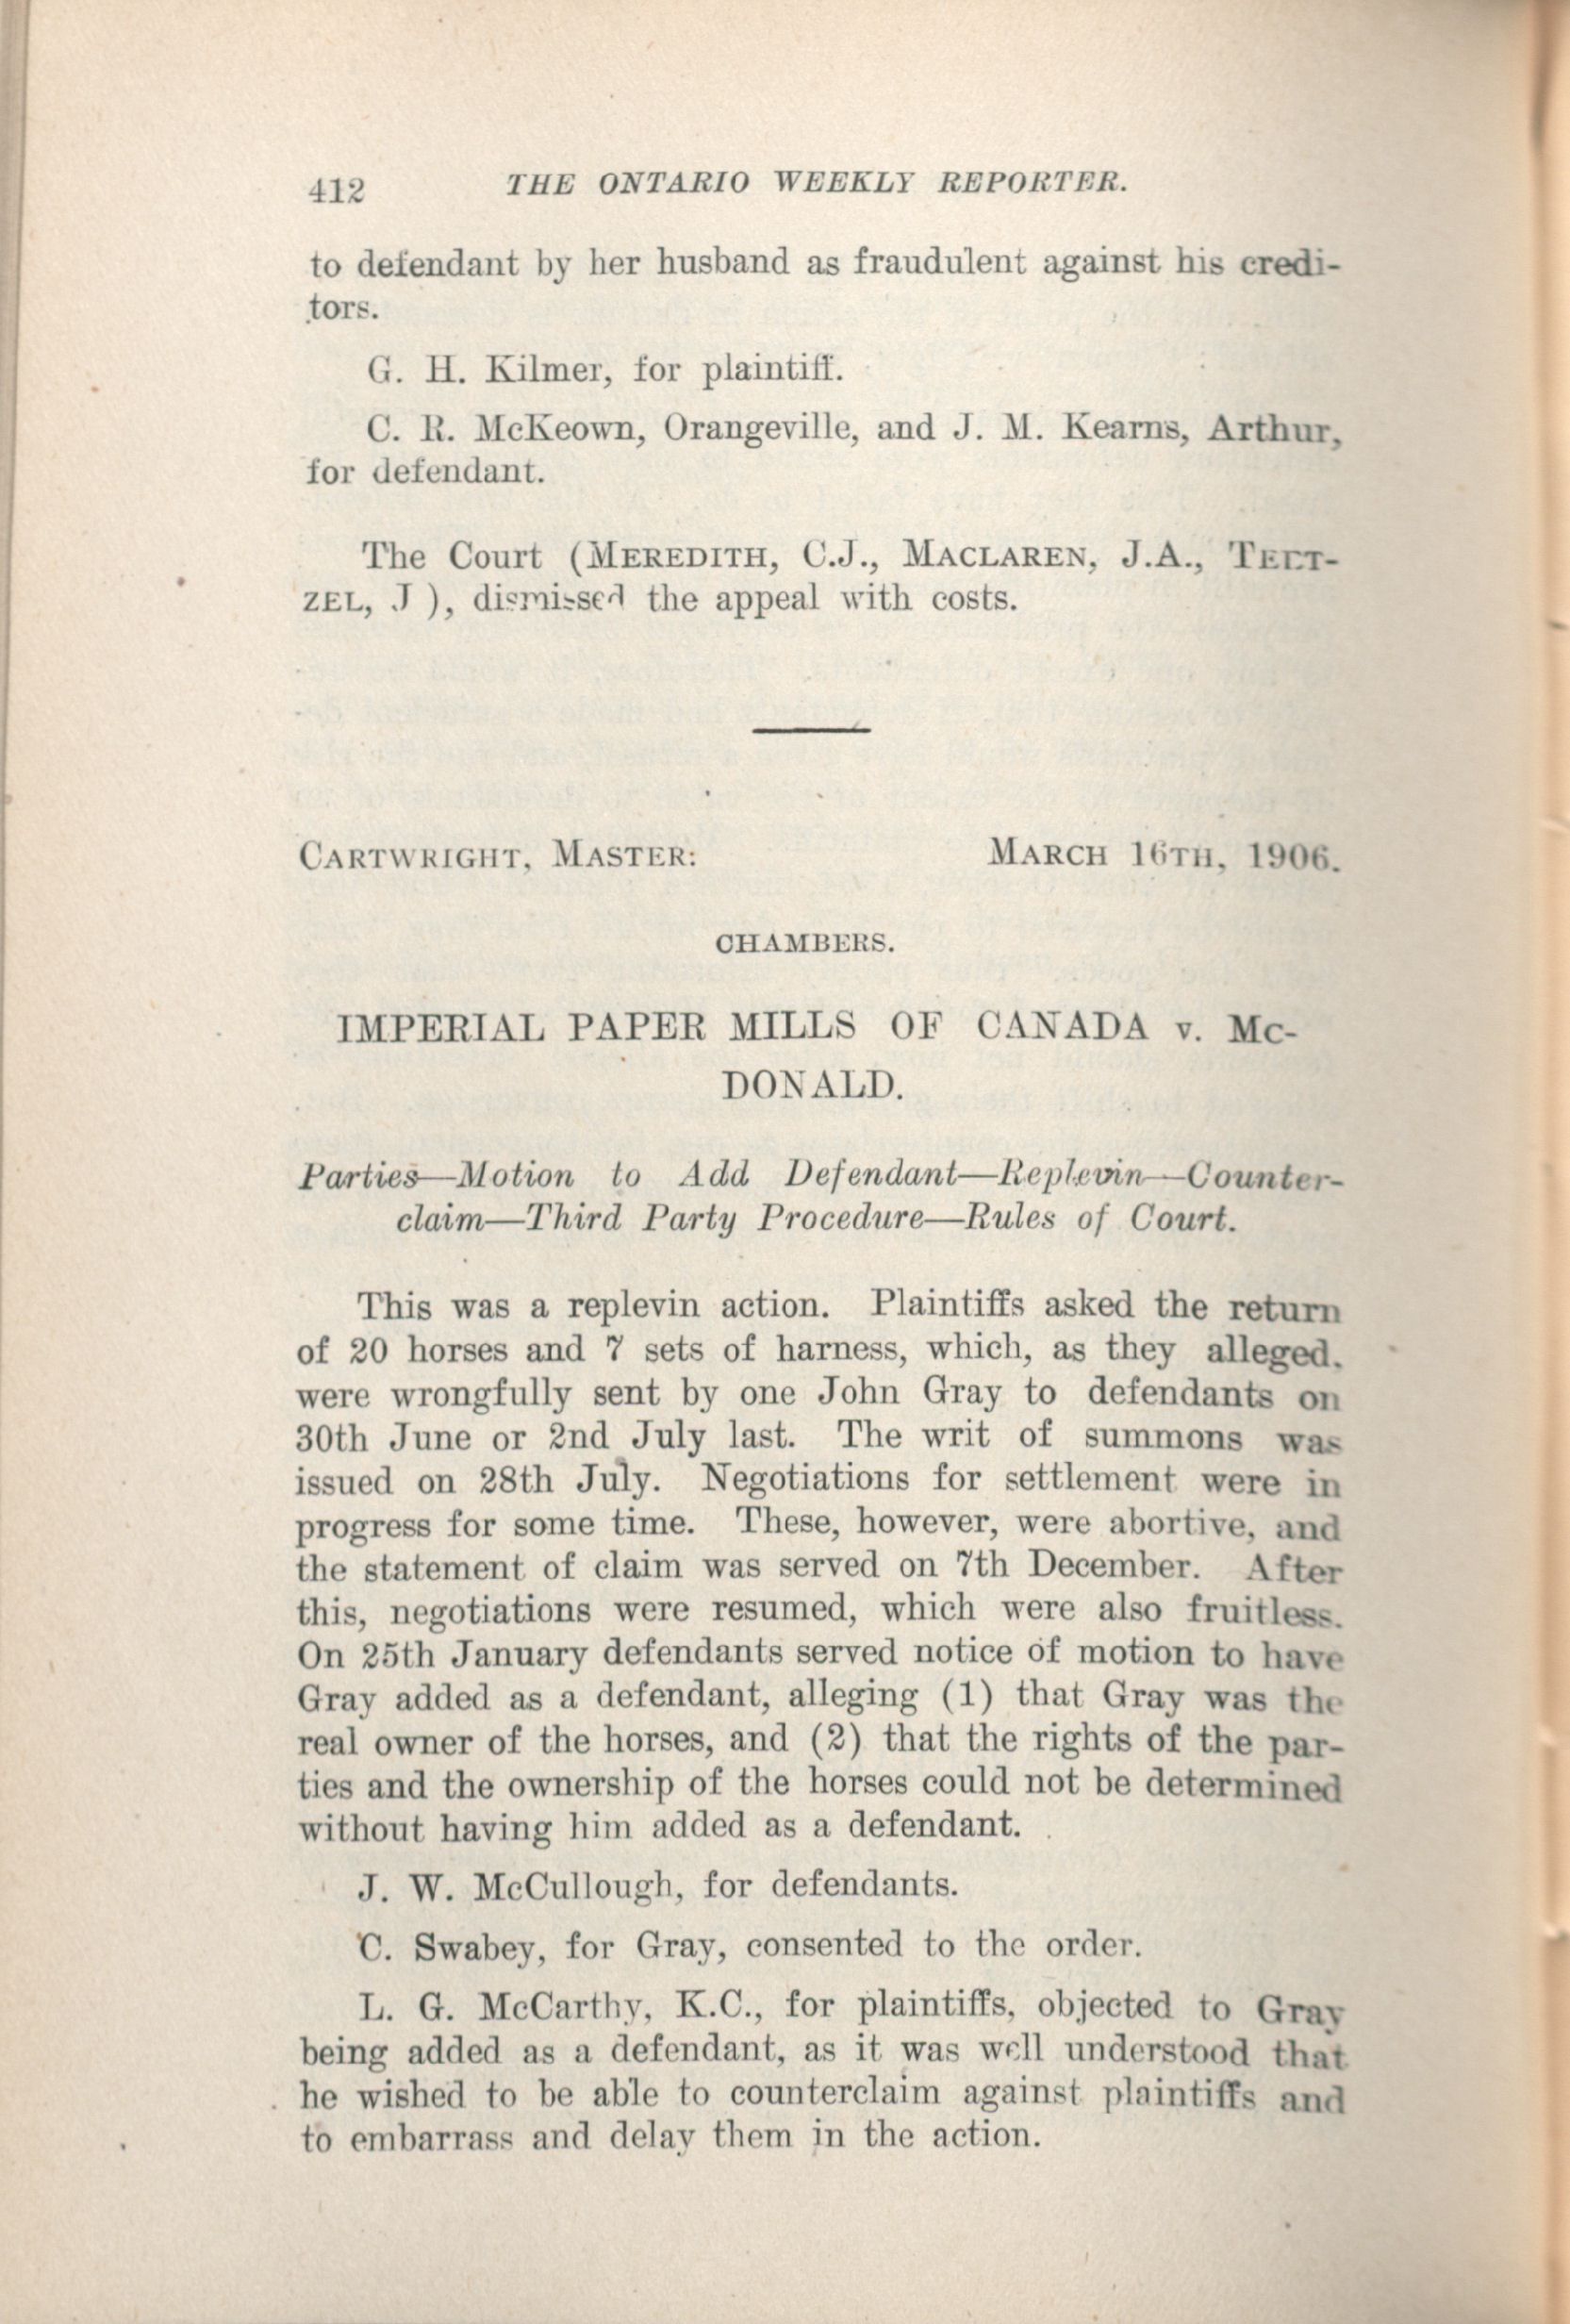 412 THE ONTARIO WEEKLY REPORTER.
to defendant by her husband as fraudulent against his credi-
tors.
G. H. Kilmer, for plaintiff.
C. R. McKeown, Orangeville, and J. M. Kearns, Arthur,
for defendant.
The Court (MEREDITH, C.J., MACLAREN, J.A., TEET-
ZEL, J ), dismissed the appeal with costs.
CARTWRIGHT, MASTER: MARCH 16TH, 1906.
CHAMBERS.
IMPERIAL PAPER MILLS OF CANADA v. Mc-
DONALD.
Parties—Motion to Add Defendant—Replevin—Counter-
claim—Third Party Procedure—Rules of Court.
This was a replevin action. Plaintiffs asked the return
of 20 horses and 7 sets of harness, which, as they alleged,
were wrongfully sent by one John Gray to defendants on
30th June or 2nd July last. The writ of summons was
issued on 28th July. Negotiations for settlement were in
progress for some time. These, however, were abortive, and
the statement of claim was served on 7th December. After
this, negotiations were resumed, which were also fruitless.
On 25th January defendants served notice of motion to have
Gray added as a defendant, alleging (1) that Gray was the
real owner of the horses, and (2) that the rights of the par-
ties and the ownership of the horses could not be determined
without having him added as a defendant.
J. W. McCullough, for defendants.
C. Swabey, for Gray, consented to the order.
L. G. McCarthy, K.C., for plaintiffs, objected to Gray
being added as a defendant, as it was well understood that
he wished to be able to counterclaim against plaintiffs and
to embarrass and delay them in the action.